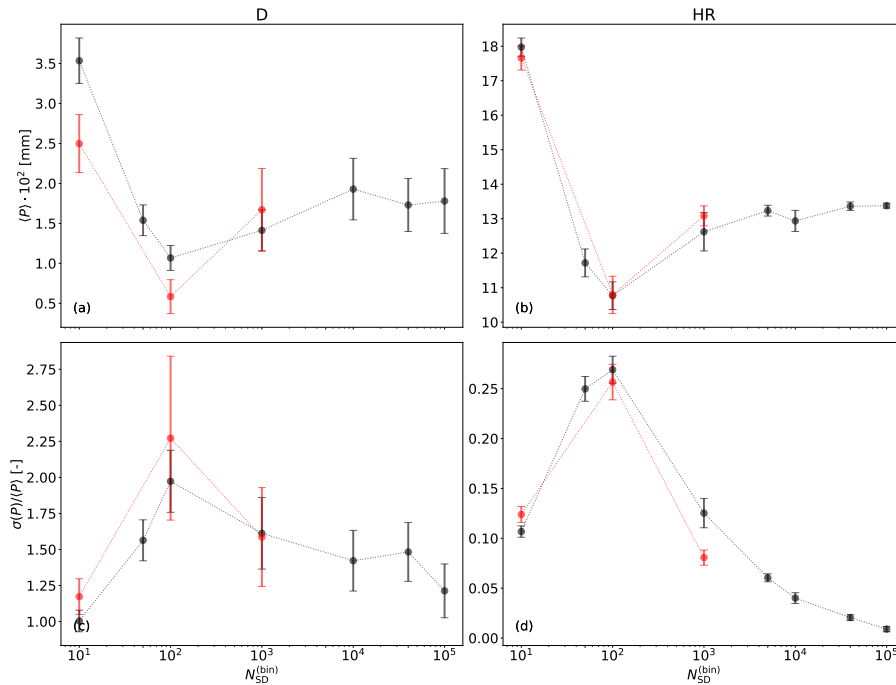 D
HR
⟨P⟩ · 10² [mm]
3.5
3.0
2.5
2.0
1.5
1.0
0.5
(a)
18
17
16
15
14
13
12
11
10
(b)
σ(P)/⟨P⟩ [-]
2.75
2.50
2.25
2.00
1.75
1.50
1.25
1.00
(c)
10¹ 10² 10³ 10⁴ 10⁵
N_SD^(bin)
0.25
0.20
0.15
0.10
0.05
0.00
(d)
10¹ 10² 10³ 10⁴ 10⁵
N_SD^(bin)